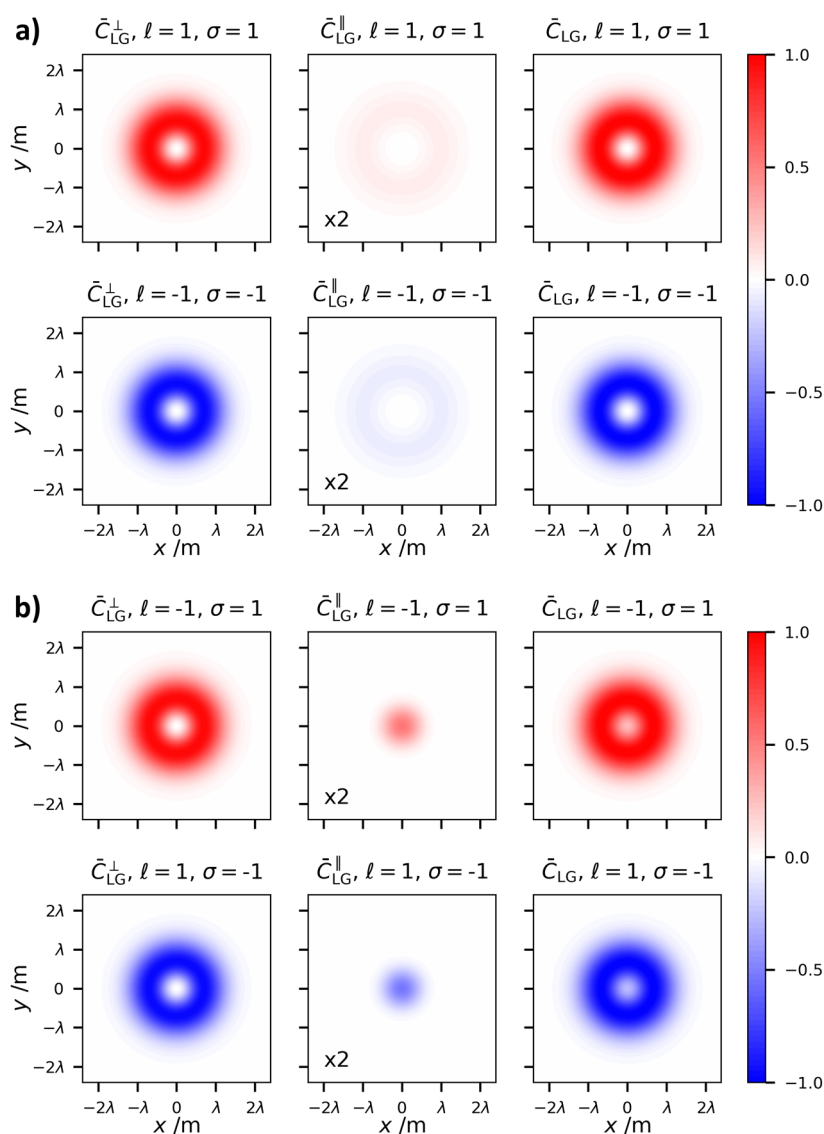 a)
C̄⊥LG, ℓ = 1, σ = 1
C̄∥LG, ℓ = 1, σ = 1
C̄LG, ℓ = 1, σ = 1
2λ
λ
0
−λ
−2λ
y /m
x2
1.0
0.5
0.0
−0.5
−1.0
C̄⊥LG, ℓ = -1, σ = -1
C̄∥LG, ℓ = -1, σ = -1
C̄LG, ℓ = -1, σ = -1
2λ
λ
0
−λ
−2λ
y /m
x2
−2λ −λ 0 λ 2λ
−2λ −λ 0 λ 2λ
−2λ −λ 0 λ 2λ
x /m
x /m
x /m
b)
C̄⊥LG, ℓ = -1, σ = 1
C̄∥LG, ℓ = -1, σ = 1
C̄LG, ℓ = -1, σ = 1
2λ
λ
0
−λ
−2λ
y /m
x2
1.0
0.5
0.0
−0.5
−1.0
C̄⊥LG, ℓ = 1, σ = -1
C̄∥LG, ℓ = 1, σ = -1
C̄LG, ℓ = 1, σ = -1
2λ
λ
0
−λ
−2λ
y /m
x2
−2λ −λ 0 λ 2λ
−2λ −λ 0 λ 2λ
−2λ −λ 0 λ 2λ
x /m
x /m
x /m